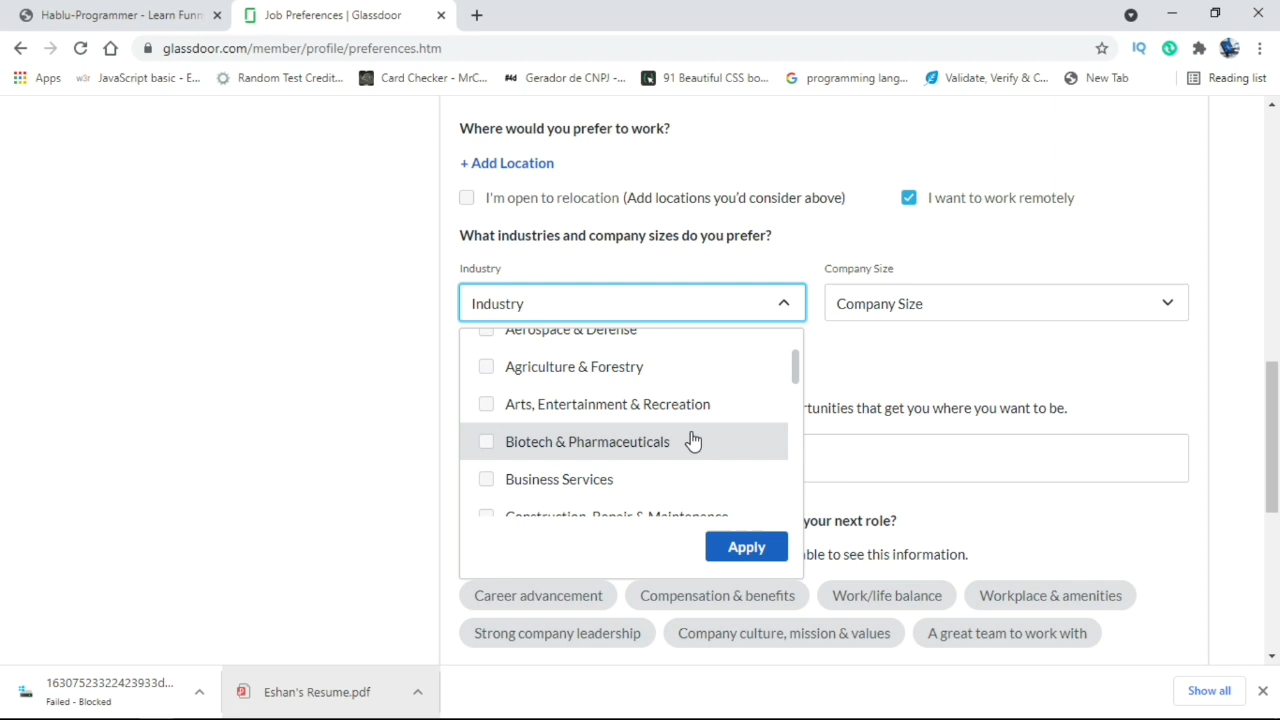 Hablu-Programmer - Learn Funn
Job Preferences | Glassdoor
glassdoor.com/member/profile/preferences.htm
IQ
Apps
JavaScript basic - E...
Random Test Credit...
Card Checker - MrC...
Gerador de CNPJ -...
91 Beautiful CSS bo...
programming lang...
Validate, Verify & C...
New Tab
Reading list
Where would you prefer to work?
+ Add Location
I'm open to relocation (Add locations you'd consider above)
I want to work remotely
What industries and company sizes do you prefer?
Industry
Company Size
Industry
Company Size
Aerospace & Defense
Agriculture & Forestry
Arts, Entertainment & Recreation
tunities that get you where you want to be.
Biotech & Pharmaceuticals
Business Services
Construction, Repair & Maintenance
your next role?
Apply
ble to see this information.
Career advancement
Compensation & benefits
Work/life balance
Workplace & amenities
Strong company leadership
Company culture, mission & values
A great team to work with
16307523322423933d...
Failed - Blocked
Eshan's Resume.pdf
Show all